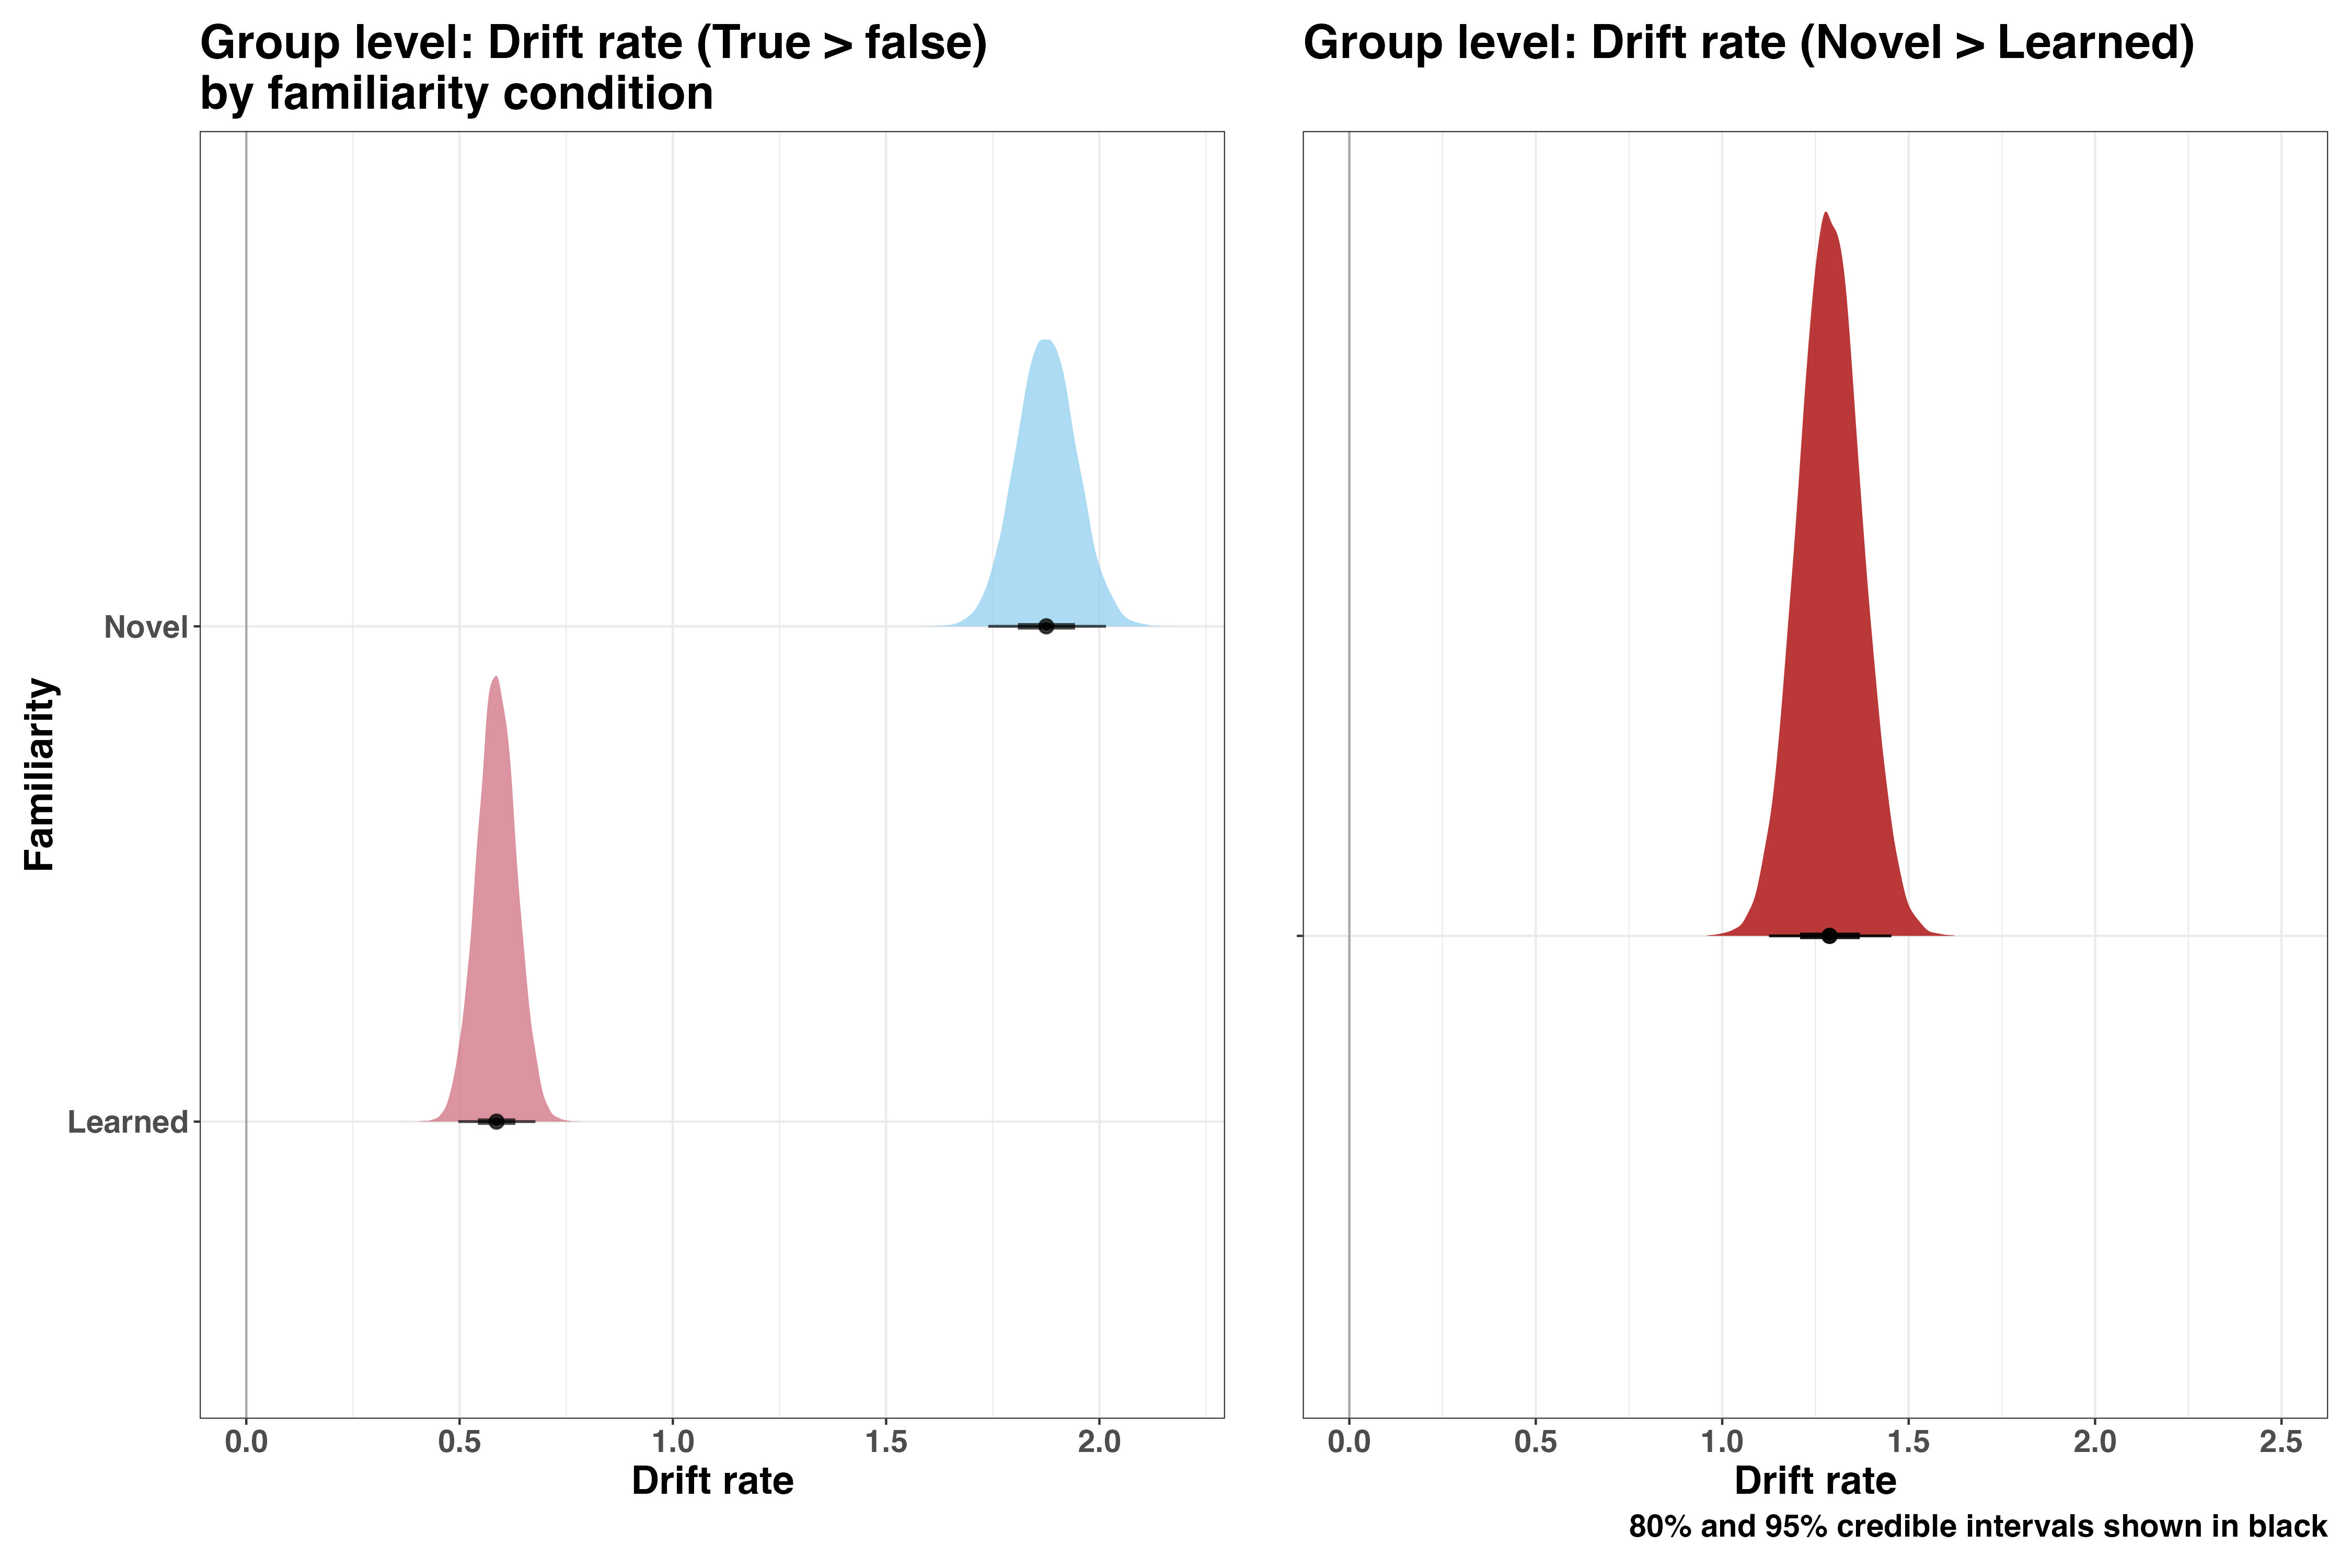 Group level: Drift rate (True > false)
by familiarity condition
Familiarity
Novel
Learned
0.0 0.5 1.0 1.5 2.0
Drift rate
Group level: Drift rate (Novel > Learned)
0.0 0.5 1.0 1.5 2.0 2.5
Drift rate
80% and 95% credible intervals shown in black